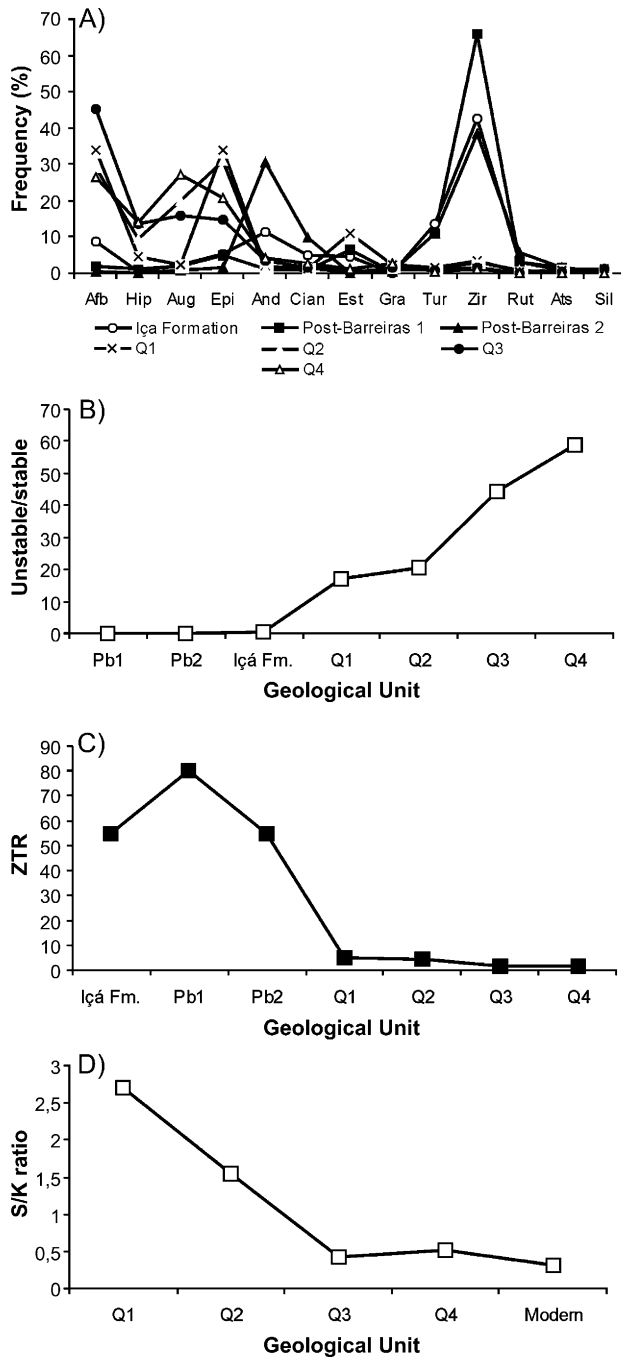 A)
Frequency (%)
70
60
50
40
30
20
10
0
Afb Hip Aug Epi And Cian Est Gra Tur Zir Rut Ats Sil
Iça Formation Post-Barreiras 1 Post-Barreiras 2
Q1 Q2 Q3
Q4
B)
Unstable/stable
70
60
50
40
30
20
10
0
Pb1 Pb2 Içá Fm. Q1 Q2 Q3 Q4
Geological Unit
C)
ZTR
90
80
70
60
50
40
30
20
10
0
Içá Fm. Pb1 Pb2 Q1 Q2 Q3 Q4
Geological Unit
D)
S/K ratio
3
2,5
2
1,5
1
0,5
0
Q1 Q2 Q3 Q4 Modern
Geological Unit